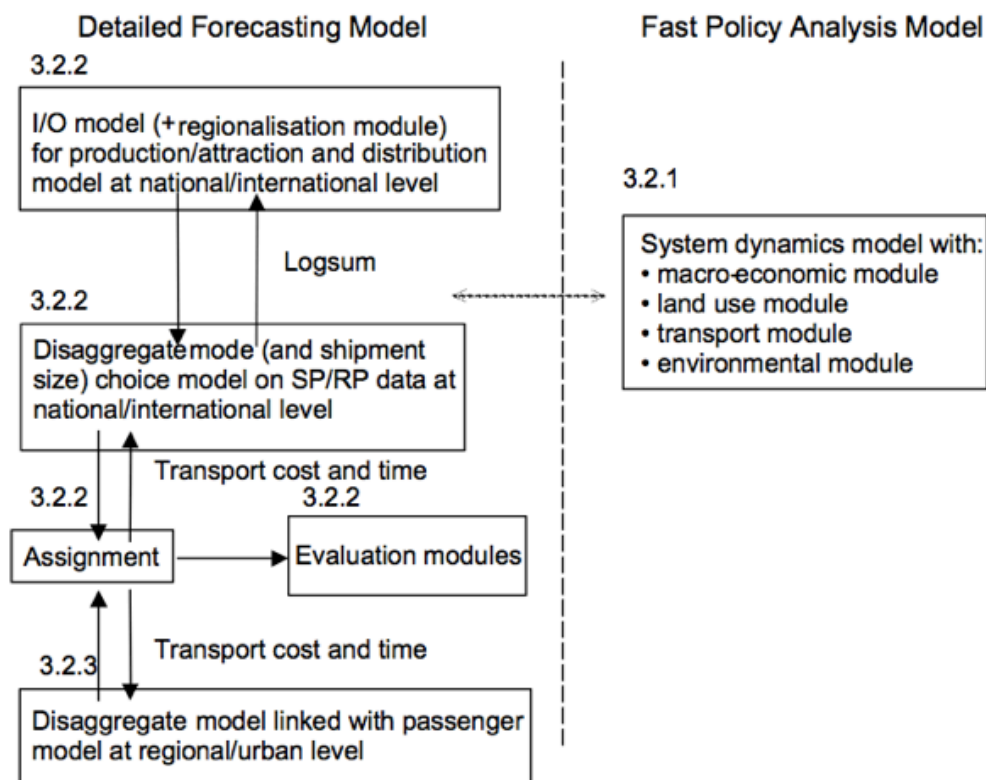 Detailed Forecasting Model
Fast Policy Analysis Model
3.2.2
I/O model (+regionalisation module)
for production/attraction and distribution
model at national/international level
Logsum
3.2.2
Disaggregate mode (and shipment
size) choice model on SP/RP data at
national/international level
Transport cost and time
3.2.2
3.2.2
Assignment
Evaluation modules
Transport cost and time
3.2.3
Disaggregate model linked with passenger
model at regional/urban level
3.2.1
System dynamics model with:
• macro-economic module
• land use module
• transport module
• environmental module